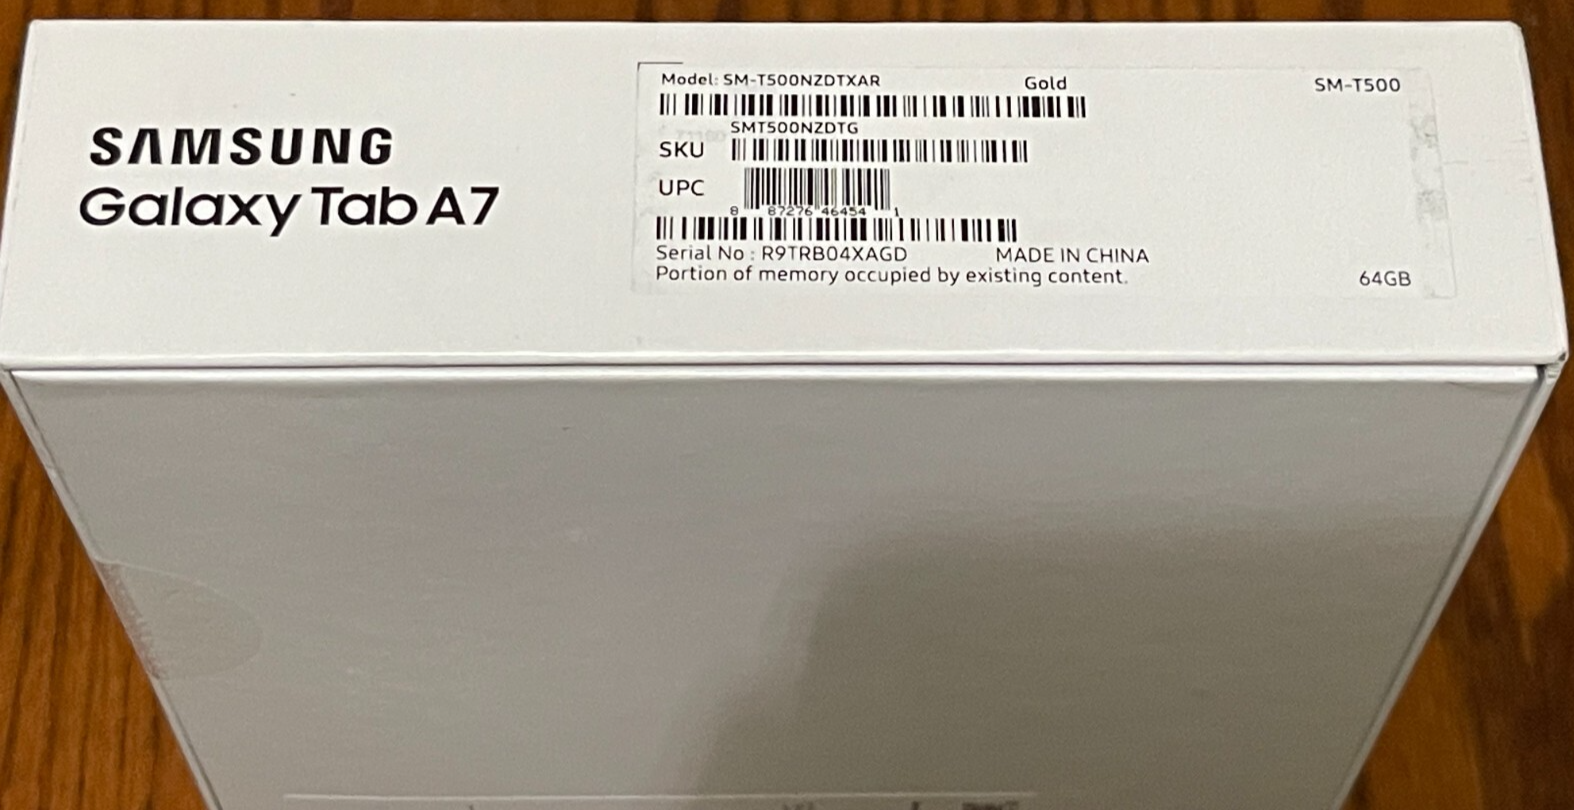 SAMSUNG
Galaxy Tab A7
Model: SM-T500NZDTXAR Gold SM-T500
SMT500NZDTG
SKU
UPC
8 87276 46454 1
Serial No : R9TRB04XAGD MADE IN CHINA
Portion of memory occupied by existing content. 64GB